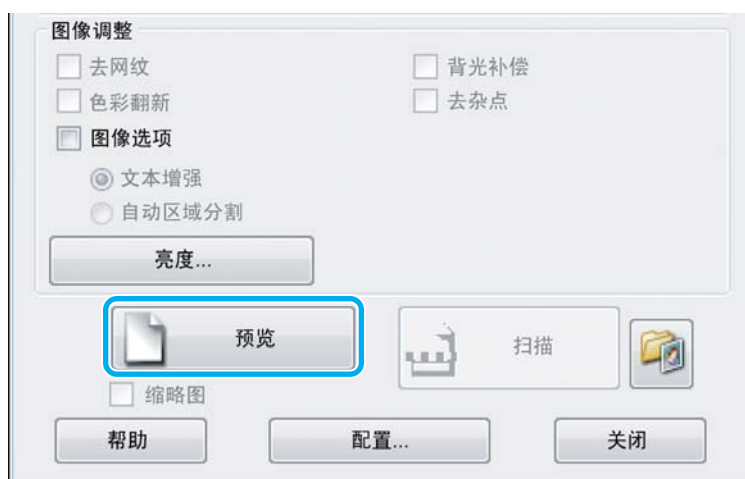 图像调整
去网纹 背光补偿
色彩翻新 去杂点
图像选项
文本增强
自动区域分割
亮度...
预览 扫描
缩略图
帮助 配置... 关闭